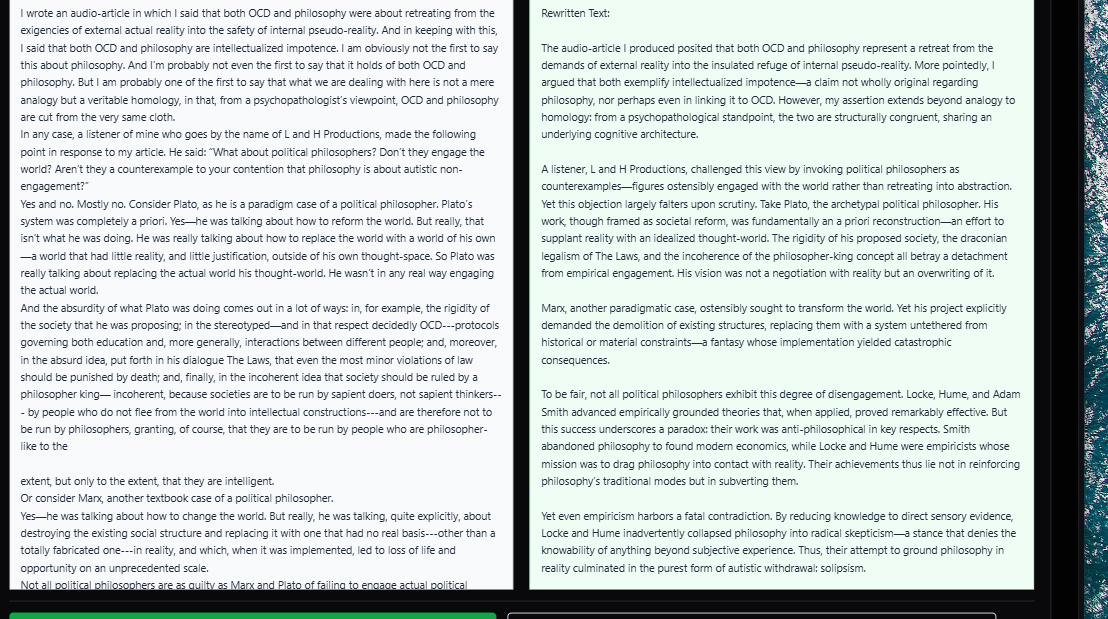 I wrote an audio-article in which I said that both OCD and philosophy were about retreating from the
exigencies of external actual reality into the safety of internal pseudo-reality. And in keeping with this,
I said that both OCD and philosophy are intellectualized impotence. I am obviously not the first to say
this about philosophy. And I'm probably not even the first to say that it holds of both OCD and
philosophy. But I am probably one of the first to say that what we are dealing with here is not a mere
analogy but a veritable homology, in that, from a psychopathologist's viewpoint, OCD and philosophy
are cut from the very same cloth.
In any case, a listener of mine who goes by the name of L and H Productions, made the following
point in response to my article. He said: "What about political philosophers? Don't they engage the
world? Aren't they a counterexample to your contention that philosophy is about autistic non-
engagement?"
Yes and no. Mostly no. Consider Plato, as he is a paradigm case of a political philosopher. Plato's
system was completely a priori. Yes—he was talking about how to reform the world. But really, that
isn't what he was doing. He was really talking about how to replace the world with a world of his own
—a world that had little reality, and little justification, outside of his own thought-space. So Plato was
really talking about replacing the actual world his thought-world. He wasn't in any real way engaging
the actual world.
And the absurdity of what Plato was doing comes out in a lot of ways: in, for example, the rigidity of
the society that he was proposing; in the stereotyped—and in that respect decidedly OCD---protocols
governing both education and, more generally, interactions between different people; and, moreover,
in the absurd idea, put forth in his dialogue The Laws, that even the most minor violations of law
should be punished by death; and, finally, in the incoherent idea that society should be ruled by a
philosopher king— incoherent, because societies are to be run by sapient doers, not sapient thinkers--
- by people who do not flee from the world into intellectual constructions---and are therefore not to
be run by philosophers, granting, of course, that they are to be run by people who are philosopher-
like to the
extent, but only to the extent, that they are intelligent.
Or consider Marx, another textbook case of a political philosopher.
Yes—he was talking about how to change the world. But really, he was talking, quite explicitly, about
destroying the existing social structure and replacing it with one that had no real basis---other than a
totally fabricated one---in reality, and which, when it was implemented, led to loss of life and
opportunity on an unprecedented scale.
Not all political philosophers are as guilty as Marx and Plato of failing to engage actual political
Rewritten Text:
The audio-article I produced posited that both OCD and philosophy represent a retreat from the
demands of external reality into the insulated refuge of internal pseudo-reality. More pointedly, I
argued that both exemplify intellectualized impotence—a claim not wholly original regarding
philosophy, nor perhaps even in linking it to OCD. However, my assertion extends beyond analogy to
homology: from a psychopathological standpoint, the two are structurally congruent, sharing an
underlying cognitive architecture.
A listener, L and H Productions, challenged this view by invoking political philosophers as
counterexamples—figures ostensibly engaged with the world rather than retreating into abstraction.
Yet this objection largely falters upon scrutiny. Take Plato, the archetypal political philosopher. His
work, though framed as societal reform, was fundamentally an a priori reconstruction—an effort to
supplant reality with an idealized thought-world. The rigidity of his proposed society, the draconian
legalism of The Laws, and the incoherence of the philosopher-king concept all betray a detachment
from empirical engagement. His vision was not a negotiation with reality but an overwriting of it.
Marx, another paradigmatic case, ostensibly sought to transform the world. Yet his project explicitly
demanded the demolition of existing structures, replacing them with a system untethered from
historical or material constraints—a fantasy whose implementation yielded catastrophic
consequences.
To be fair, not all political philosophers exhibit this degree of disengagement. Locke, Hume, and Adam
Smith advanced empirically grounded theories that, when applied, proved remarkably effective. But
this success underscores a paradox: their work was anti-philosophical in key respects. Smith
abandoned philosophy to found modern economics, while Locke and Hume were empiricists whose
mission was to drag philosophy into contact with reality. Their achievements thus lie not in reinforcing
philosophy's traditional modes but in subverting them.
Yet even empiricism harbors a fatal contradiction. By reducing knowledge to direct sensory evidence,
Locke and Hume inadvertently collapsed philosophy into radical skepticism—a stance that denies the
knowability of anything beyond subjective experience. Thus, their attempt to ground philosophy in
reality culminated in the purest form of autistic withdrawal: solipsism.